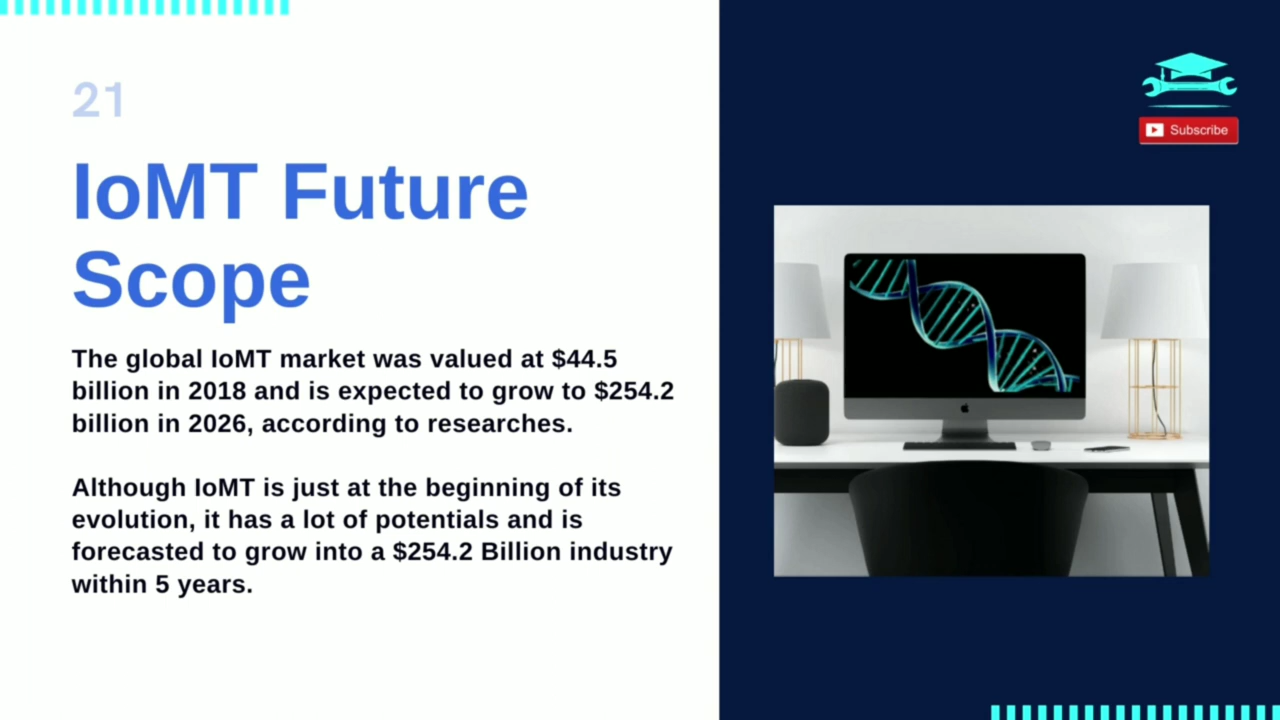 21
IoMT Future
Scope
The global IoMT market was valued at $44.5
billion in 2018 and is expected to grow to $254.2
billion in 2026, according to researches.
Although IoMT is just at the beginning of its
evolution, it has a lot of potentials and is
forecasted to grow into a $254.2 Billion industry
within 5 years.
Subscribe